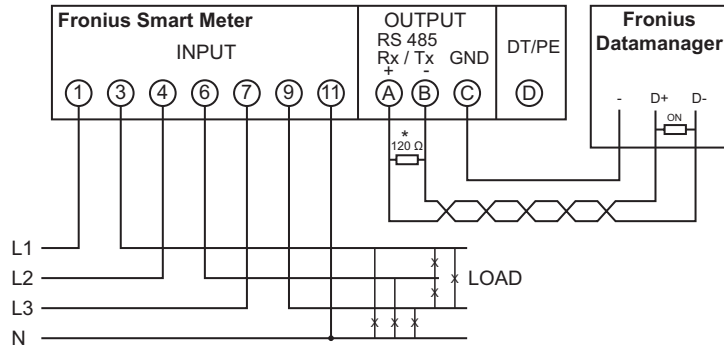 Fronius Smart Meter
INPUT
OUTPUT
RS 485
Rx / Tx
+ -
GND
DT/PE
Fronius
Datamanager
1 3 4 6 7 9 11
A B C D
- D+ D-
ON
*
120 Ω
L1
L2
L3
N
LOAD